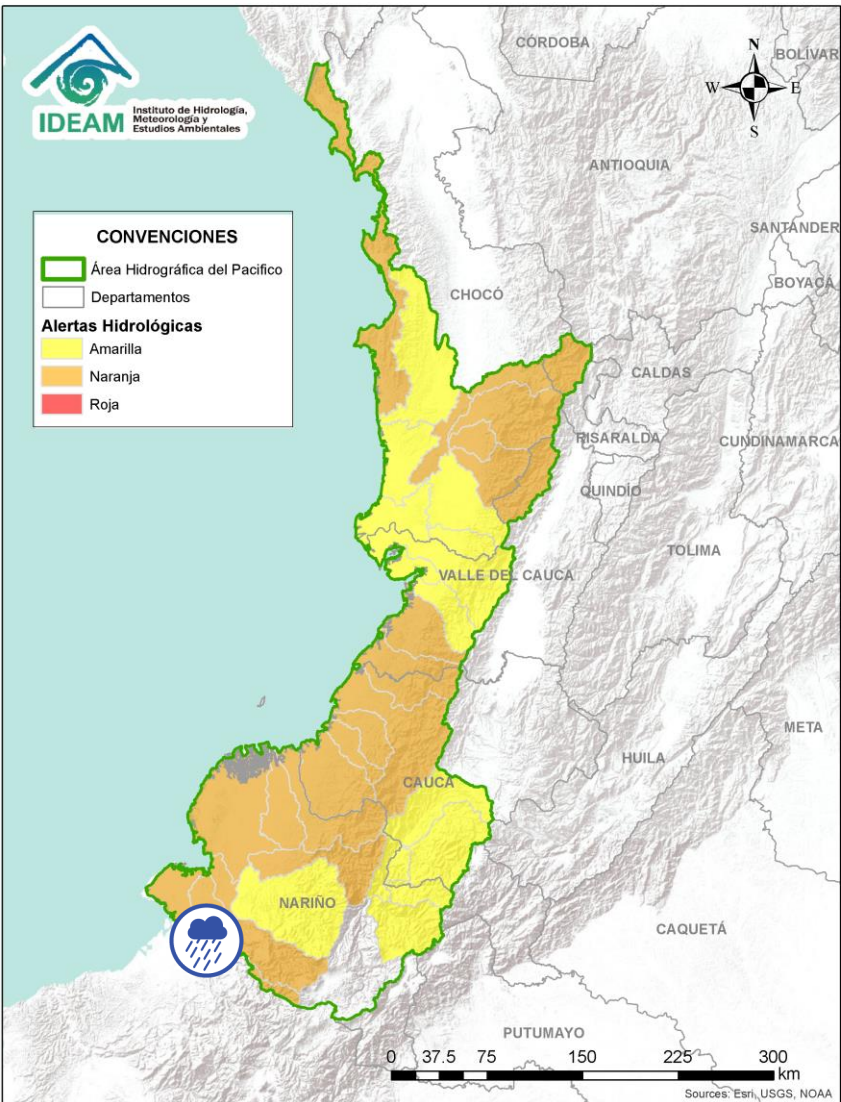 IDEAM
Instituto de Hidrología,
Meteorología y
Estudios Ambientales
N
W
E
S
CÓRDOBA
BOLIVAR
ANTIOQUIA
SANTANDER
BOYACÁ
CHOCÓ
CALDAS
RISARALDA
CUNDINAMARCA
QUINDÍO
TOLIMA
VALLE DEL CAUCA
META
HUILA
CAUCA
NARIÑO
CAQUETÁ
PUTUMAYO
CONVENCIONES
Área Hidrográfica del Pacifico
Departamentos
Alertas Hidrológicas
Amarilla
Naranja
Roja
0 37.5 75 150 225 300
km
Sources: Esri, USGS, NOAA